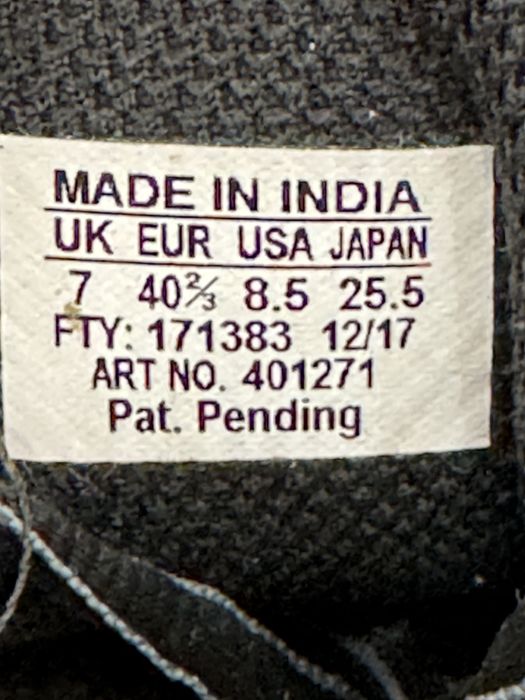 MADE IN INDIA
UK EUR USA JAPAN
7 40⅔ 8.5 25.5
FTY: 171383 12/17
ART NO. 401271
Pat. Pending